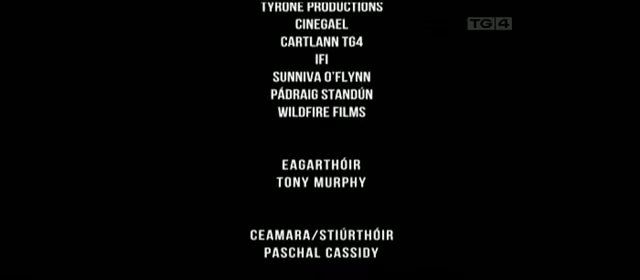 TYRONE PRODUCTIONS
TG4
CINEGAEL
CARTLANN TG4
IFI
SUNNIVA O'FLYNN
PÁDRAIG STANDÚN
WILDFIRE FILMS
EAGARTHÓIR
TONY MURPHY
CEAMARA/STIÚRTHÓIR
PASCHAL CASSIDY